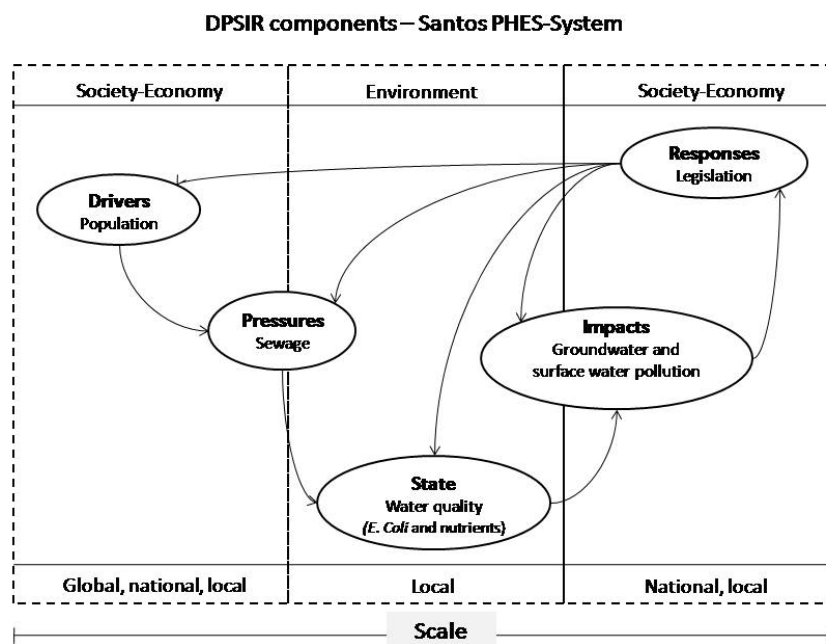 DPSIR components – Santos PHES-System
Society-Economy
Environment
Society-Economy
Responses
Legislation
Drivers
Population
Pressures
Sewage
Impacts
Groundwater and
surface water pollution
State
Water quality
(E. Coli and nutrients)
Global, national, local
Local
National, local
Scale